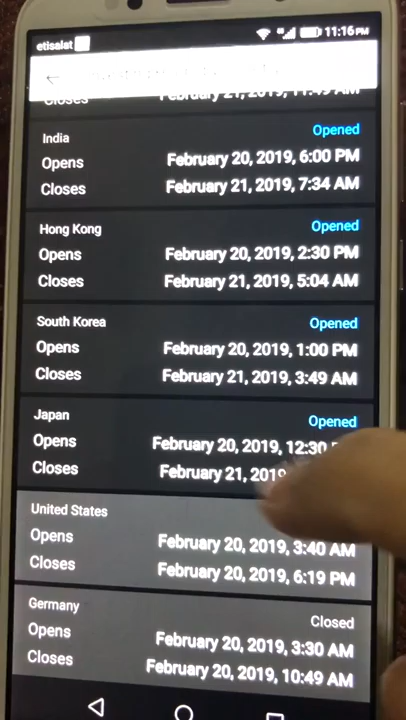 etisalat
11:16 PM
Closes February 21, 2019, 11:49 AM
India Opened
Opens February 20, 2019, 6:00 PM
Closes February 21, 2019, 7:34 AM
Hong Kong Opened
Opens February 20, 2019, 2:30 PM
Closes February 21, 2019, 5:04 AM
South Korea Opened
Opens February 20, 2019, 1:00 PM
Closes February 21, 2019, 3:49 AM
Japan Opened
Opens February 20, 2019, 12:30
Closes February 21, 2019
United States
Opens February 20, 2019, 3:40 AM
Closes February 20, 2019, 6:19 PM
Germany Closed
Opens February 20, 2019, 3:30 AM
Closes February 20, 2019, 10:49 AM